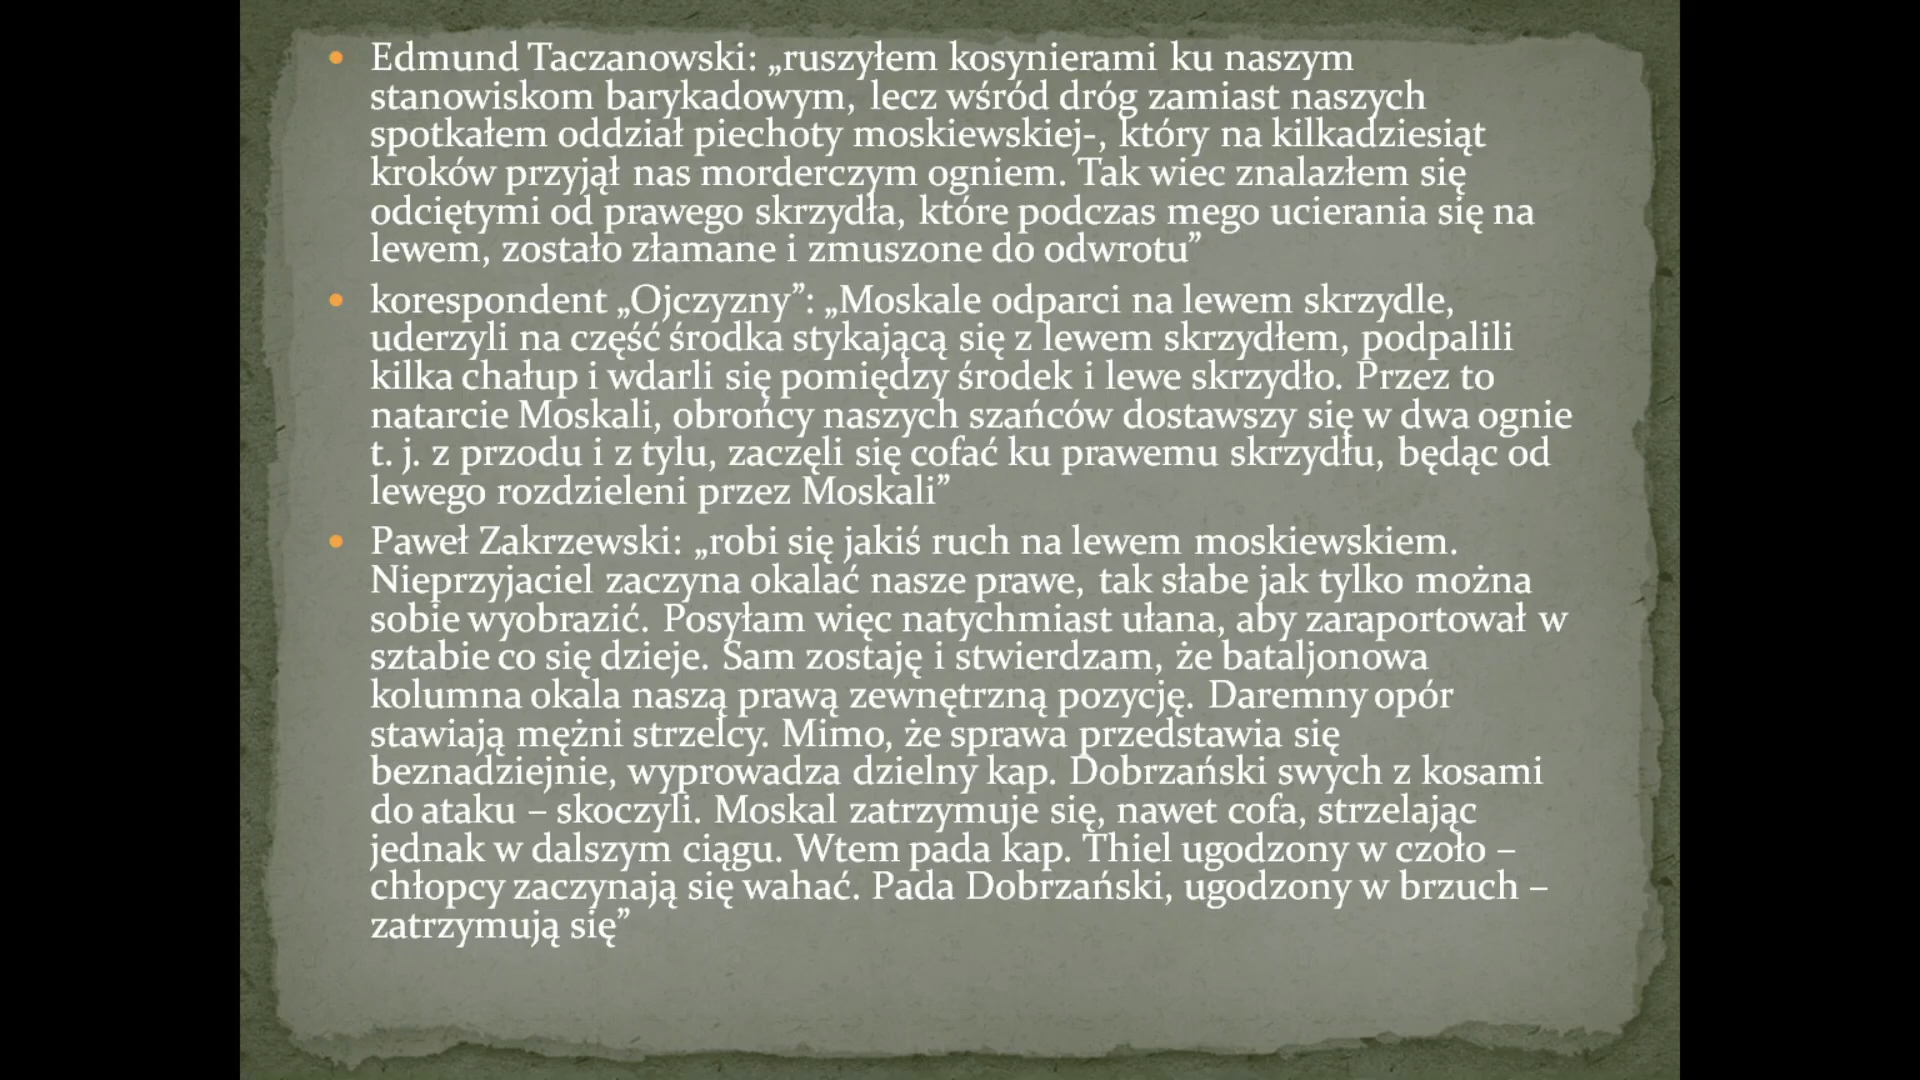 • Edmund Taczanowski: „ruszyłem kosynierami ku naszym
stanowiskom barykadowym, lecz wśród dróg zamiast naszych
spotkałem oddział piechoty moskiewskiej-, który na kilkadziesiąt
kroków przyjął nas morderczym ogniem. Tak wiec znalazłem się
odciętymi od prawego skrzydła, które podczas mego ucierania się na
lewem, zostało złamane i zmuszone do odwrotu”
• korespondent „Ojczyzny”: „Moskale odparci na lewem skrzydle,
uderzyli na część środka stykającą się z lewem skrzydłem, podpalili
kilka chałup i wdarli się pomiędzy środek i lewe skrzydło. Przez to
natarcie Moskali, obrońcy naszych szańców dostawszy się w dwa ognie
t. j. z przodu i z tylu, zaczęli się cofać ku prawemu skrzydłu, będąc od
lewego rozdzieleni przez Moskali”
• Paweł Zakrzewski: „robi się jakiś ruch na lewem moskiewskiem.
Nieprzyjaciel zaczyna okalać nasze prawe, tak słabe jak tylko można
sobie wyobrazić. Posyłam więc natychmiast ułana, aby zaraportował w
sztabie co się dzieje. Sam zostaję i stwierdzam, że bataljonowa
kolumna okala naszą prawą zewnętrzną pozycję. Daremny opór
stawiają mężni strzelcy. Mimo, że sprawa przedstawia się
beznadziejnie, wyprowadza dzielny kap. Dobrzański swych z kosami
do ataku – skoczyli. Moskal zatrzymuje się, nawet cofa, strzelając
jednak w dalszym ciągu. Wtem pada kap. Thiel ugodzony w czoło –
chłopcy zaczynają się wahać. Pada Dobrzański, ugodzony w brzuch –
zatrzymują się”